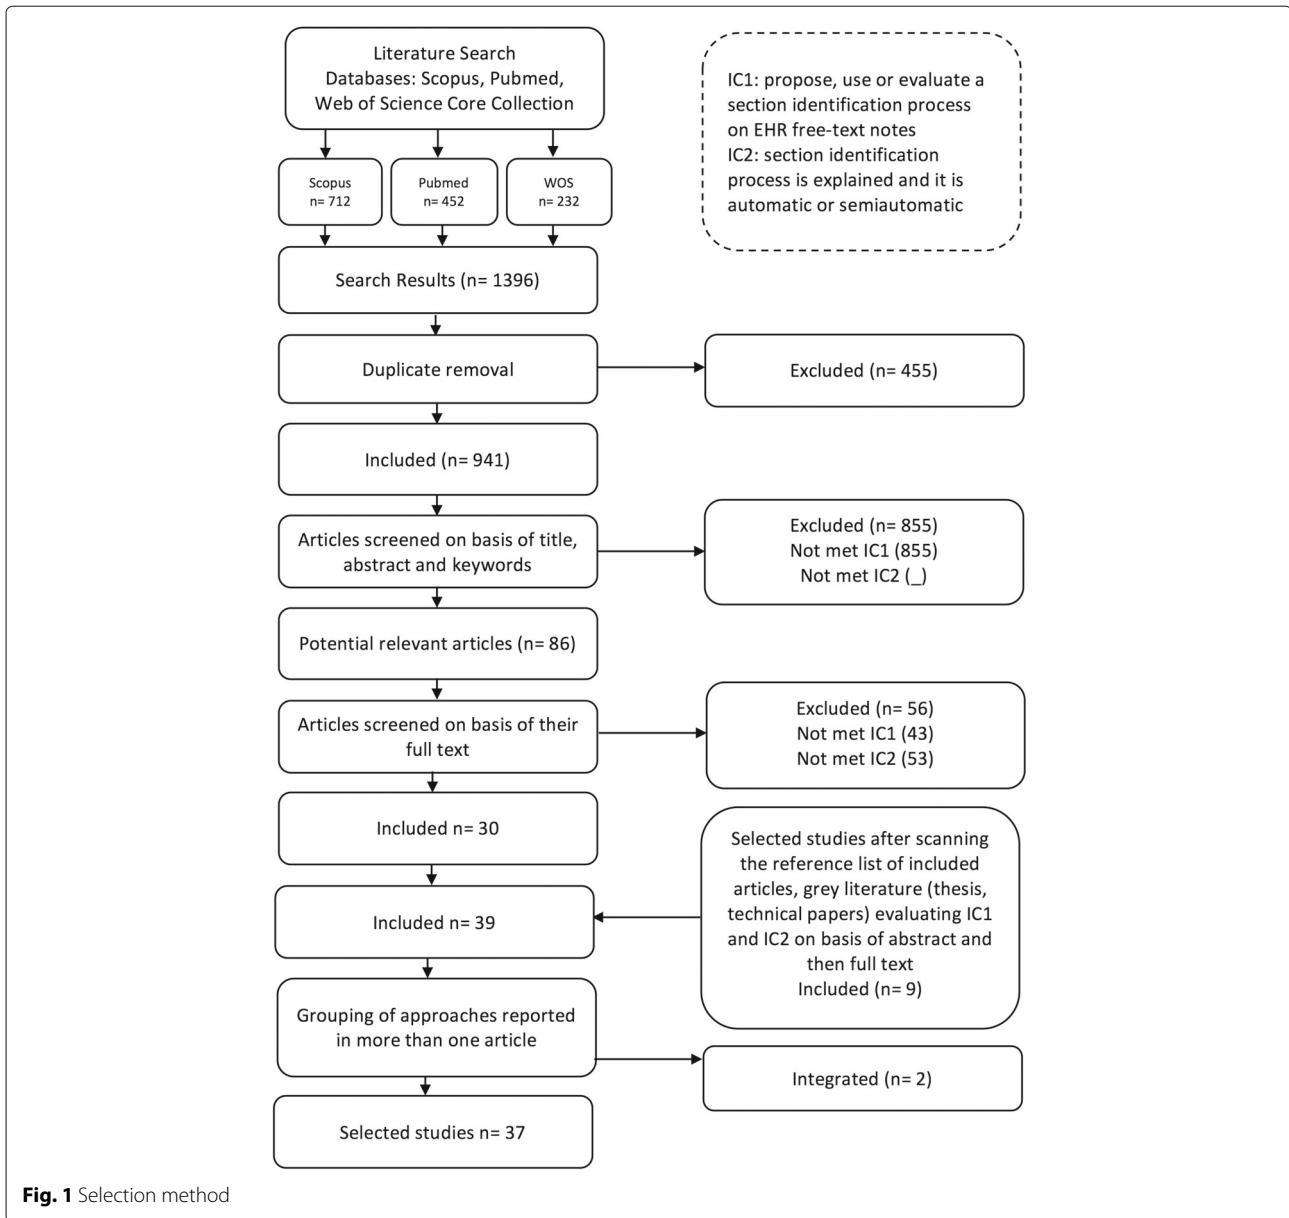 Literature Search
Databases: Scopus, Pubmed,
Web of Science Core Collection
IC1: propose, use or evaluate a
section identification process
on EHR free-text notes
IC2: section identification
process is explained and it is
automatic or semiautomatic
Scopus
n= 712
Pubmed
n= 452
WOS
n= 232
Search Results (n= 1396)
Duplicate removal
Excluded (n= 455)
Included (n= 941)
Articles screened on basis of title,
abstract and keywords
Excluded (n= 855)
Not met IC1 (855)
Not met IC2 (_)
Potential relevant articles (n= 86)
Articles screened on basis of their
full text
Excluded (n= 56)
Not met IC1 (43)
Not met IC2 (53)
Included n= 30
Selected studies after scanning
the reference list of included
articles, grey literature (thesis,
technical papers) evaluating IC1
and IC2 on basis of abstract and
then full text
Included (n= 9)
Included n= 39
Grouping of approaches reported
in more than one article
Integrated (n= 2)
Selected studies n= 37
Fig. 1 Selection method